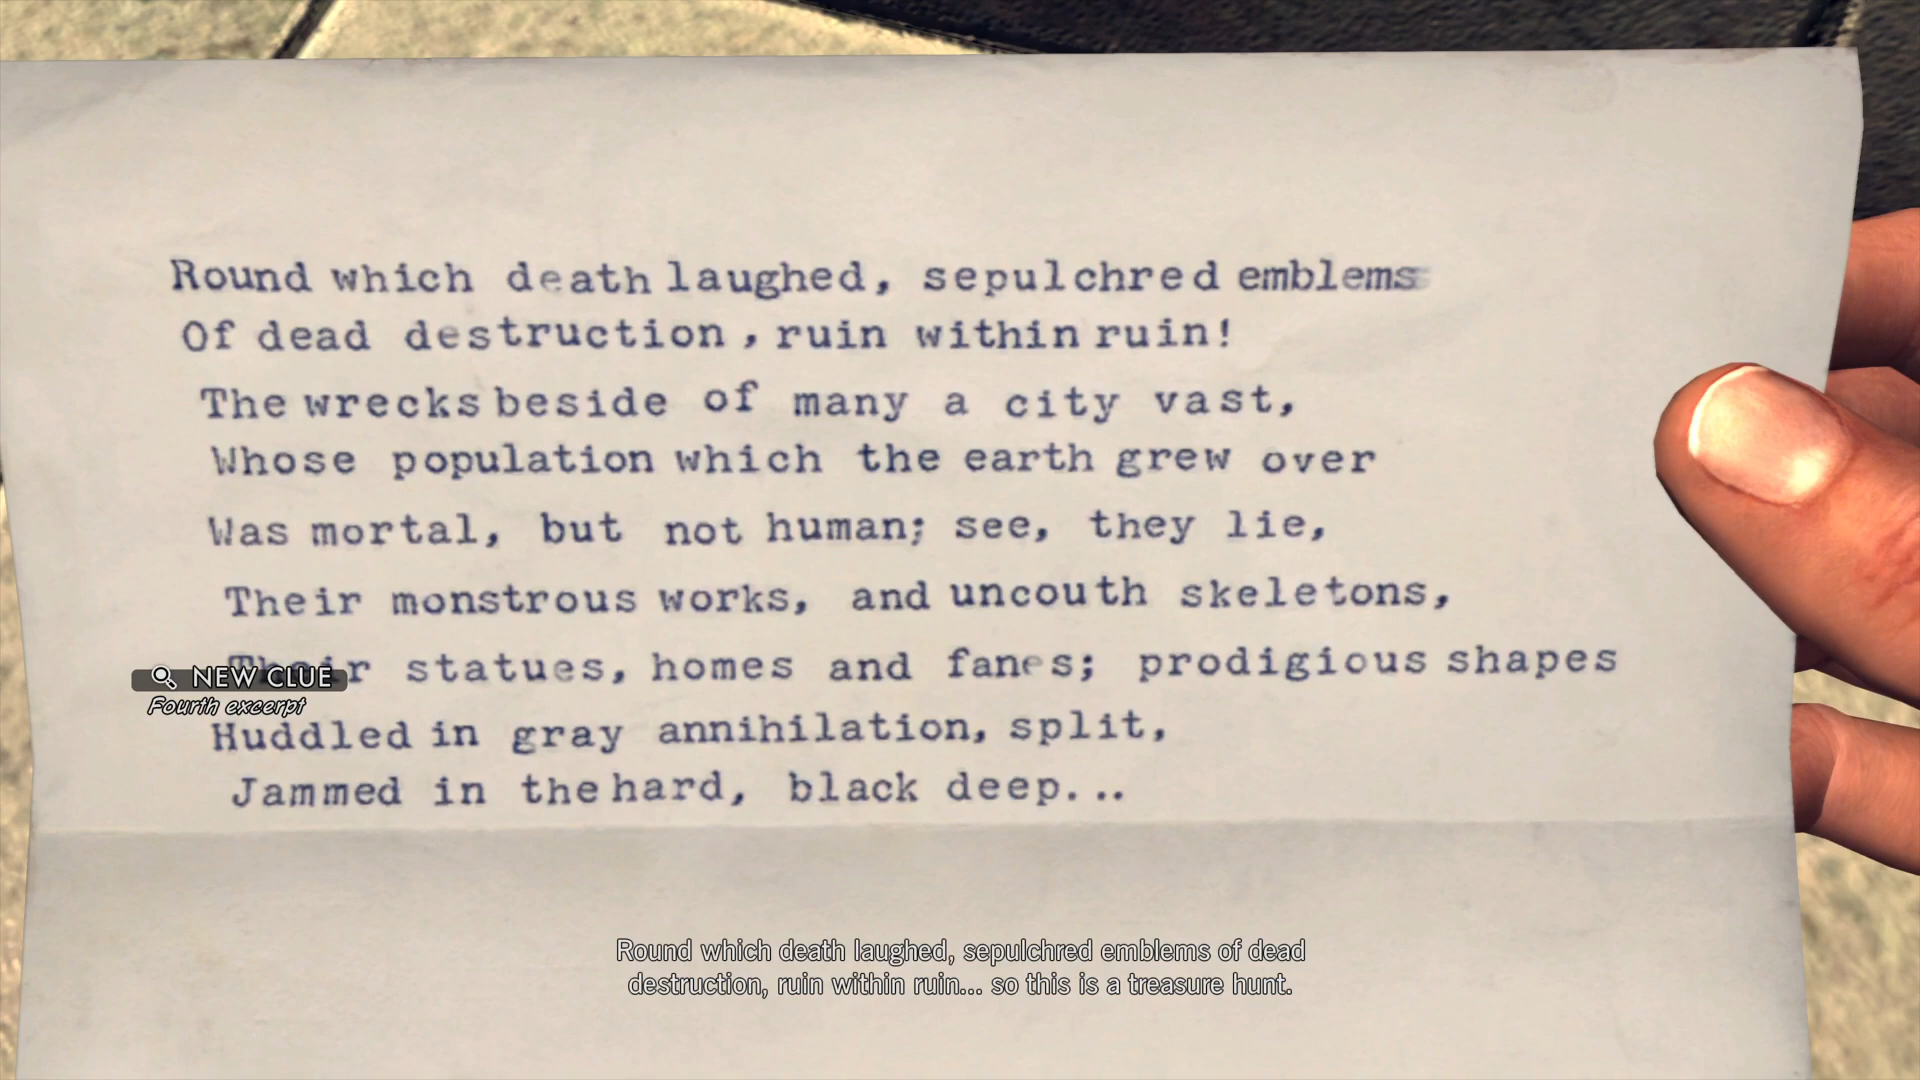 Round which death laughed, sepulchred emblems
Of dead destruction, ruin within ruin!
The wrecks beside of many a city vast,
Whose population which the earth grew over
Was mortal, but not human; see, they lie,
Their monstrous works, and uncouth skeletons,
Their statues, homes and fanes; prodigious shapes
NEW CLUE
Fourth excerpt
Huddled in gray annihilation, split,
Jammed in the hard, black deep...
Round which death laughed, sepulchred emblems of dead
destruction, ruin within ruin... so this is a treasure hunt.